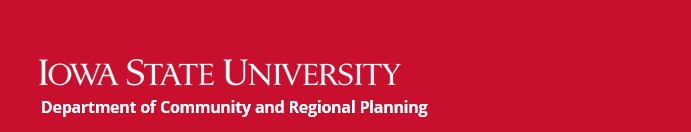 Iowa State University
Department of Community and Regional Planning